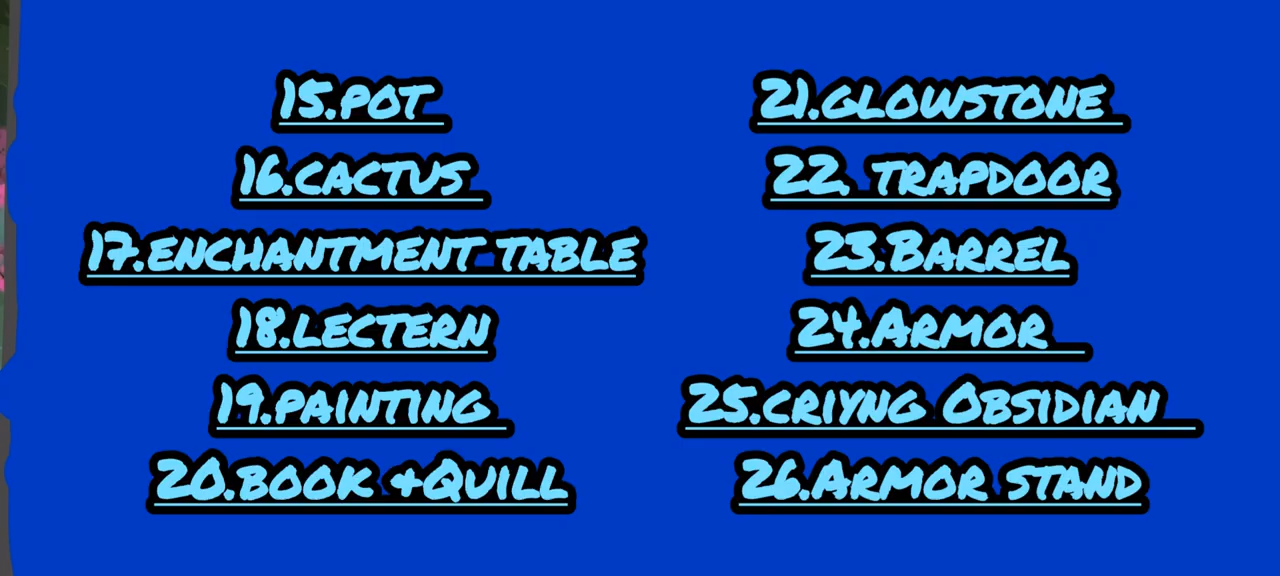 15.POT
16.CACTUS
17.ENCHANTMENT TABLE
18.LECTERN
19.PAINTING
20.BOOK &QUILL
21.GLOWSTONE
22. TRAPDOOR
23.BARREL
24.ARMOR
25.CRIYNG OBSIDIAN
26.ARMOR STAND